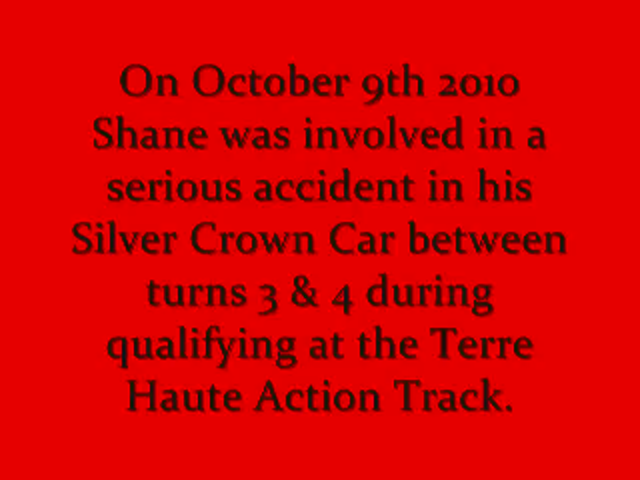 On October 9th 2010
Shane was involved in a
serious accident in his
Silver Crown Car between
turns 3 & 4 during
qualifying at the Terre
Haute Action Track.